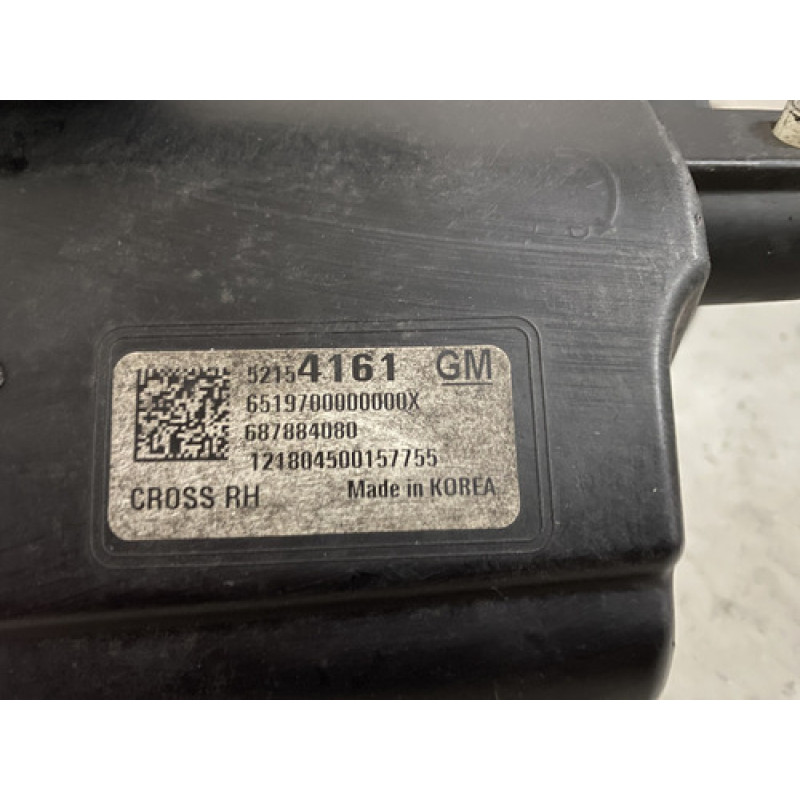 52154161 GM
6519700000000X
687884080
121804500157755
CROSS RH Made in KOREA